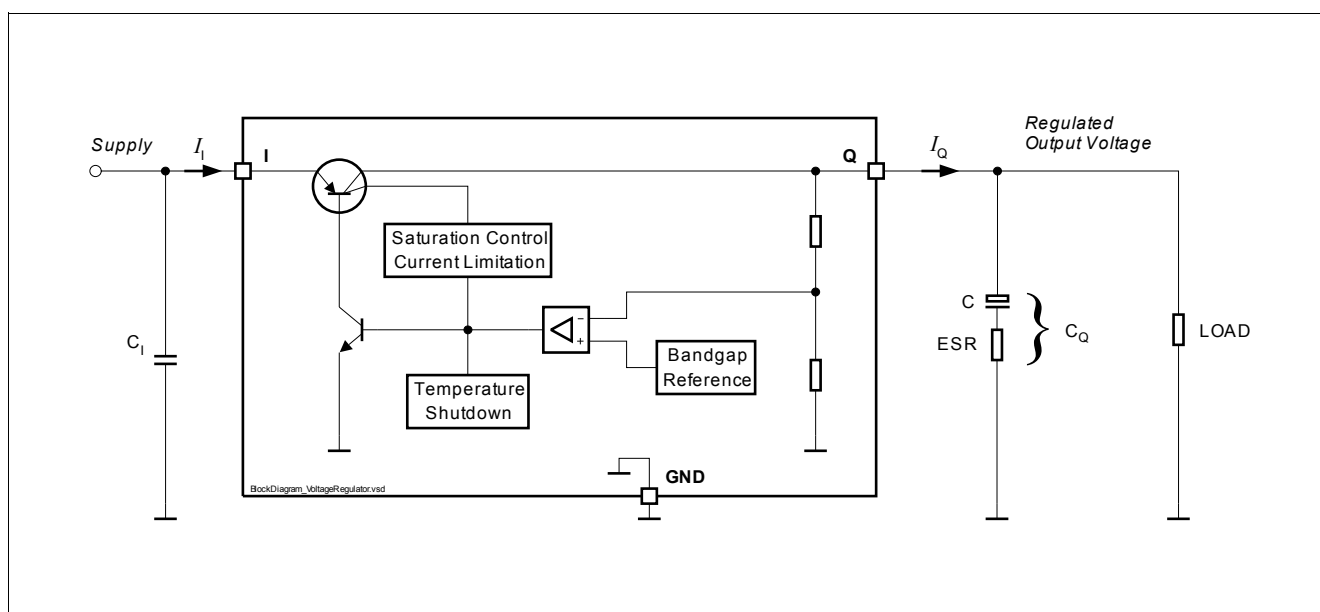 Supply
I_I
I
Q
I_Q
Regulated
Output Voltage
Saturation Control
Current Limitation
C
C_I
−
+
ESR
C_Q
LOAD
Bandgap
Reference
Temperature
Shutdown
GND
BlockDiagram_VoltageRegulator.vsd